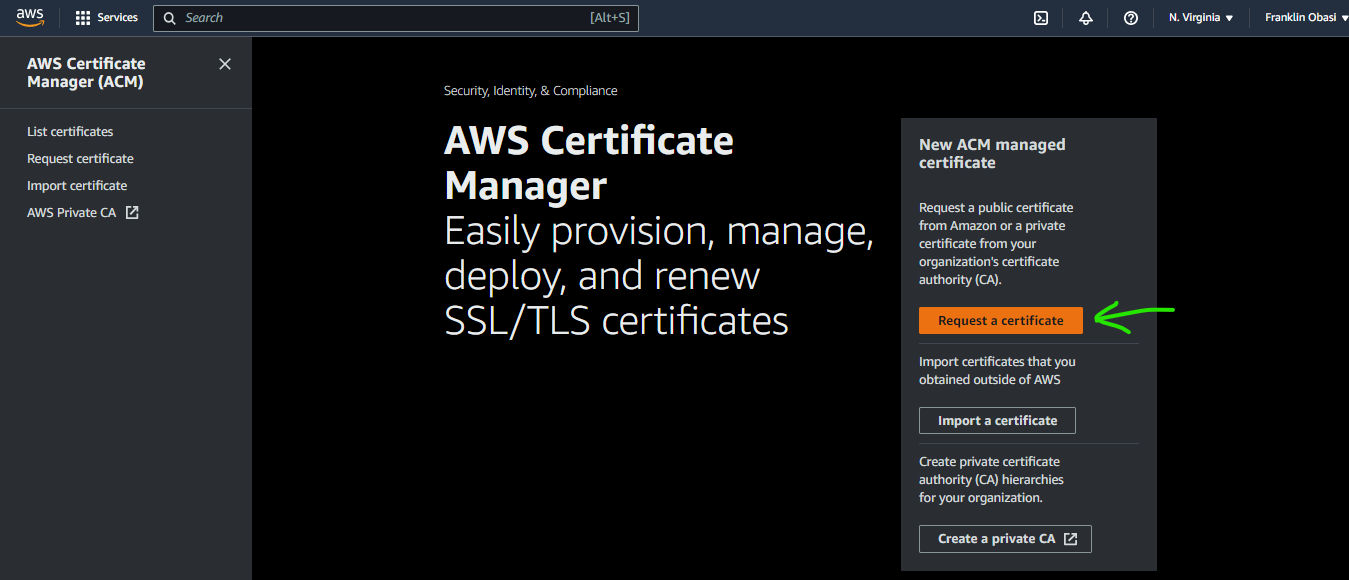 aws
Services
Search
[Alt+S]
N. Virginia
Franklin Obasi
AWS Certificate
Manager (ACM)
List certificates
Request certificate
Import certificate
AWS Private CA
Security, Identity, & Compliance
AWS Certificate
Manager
Easily provision, manage,
deploy, and renew
SSL/TLS certificates
New ACM managed
certificate
Request a public certificate
from Amazon or a private
certificate from your
organization's certificate
authority (CA).
Request a certificate
Import certificates that you
obtained outside of AWS
Import a certificate
Create private certificate
authority (CA) hierarchies
for your organization.
Create a private CA